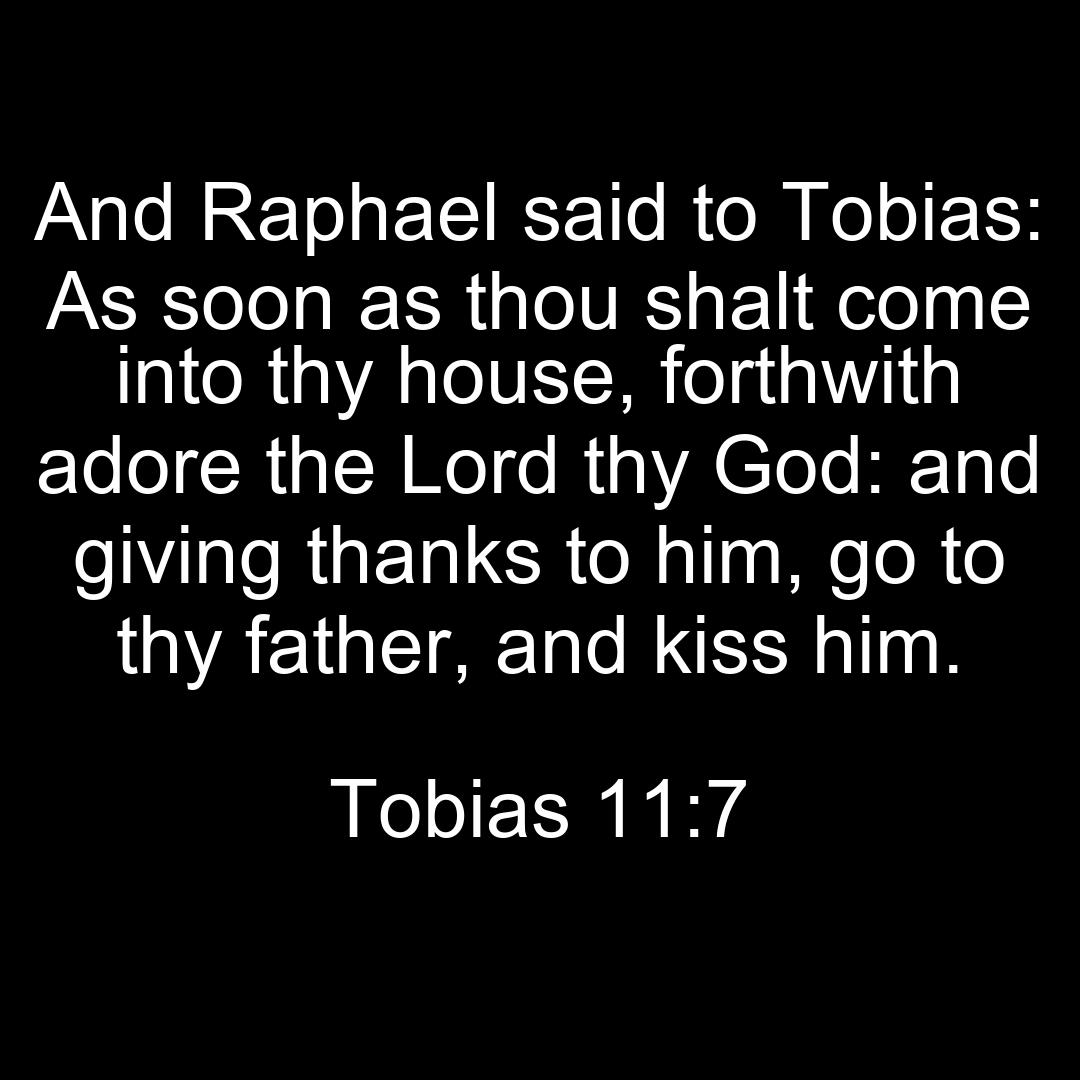 And Raphael said to Tobias:
As soon as thou shalt come
into thy house, forthwith
adore the Lord thy God: and
giving thanks to him, go to
thy father, and kiss him.
Tobias 11:7